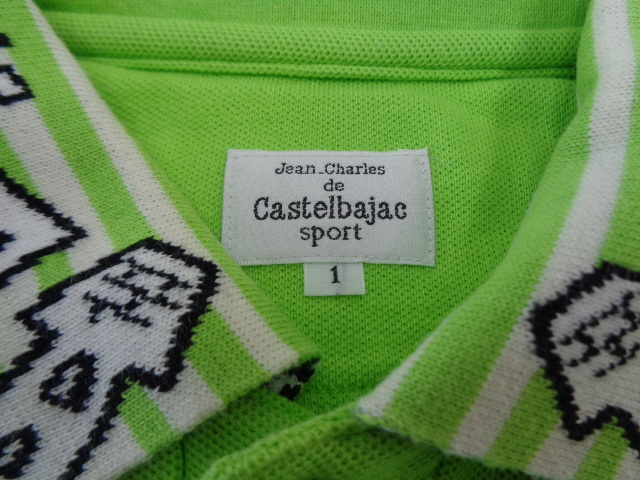 Jean-Charles
de
Castelbajac
sport
1